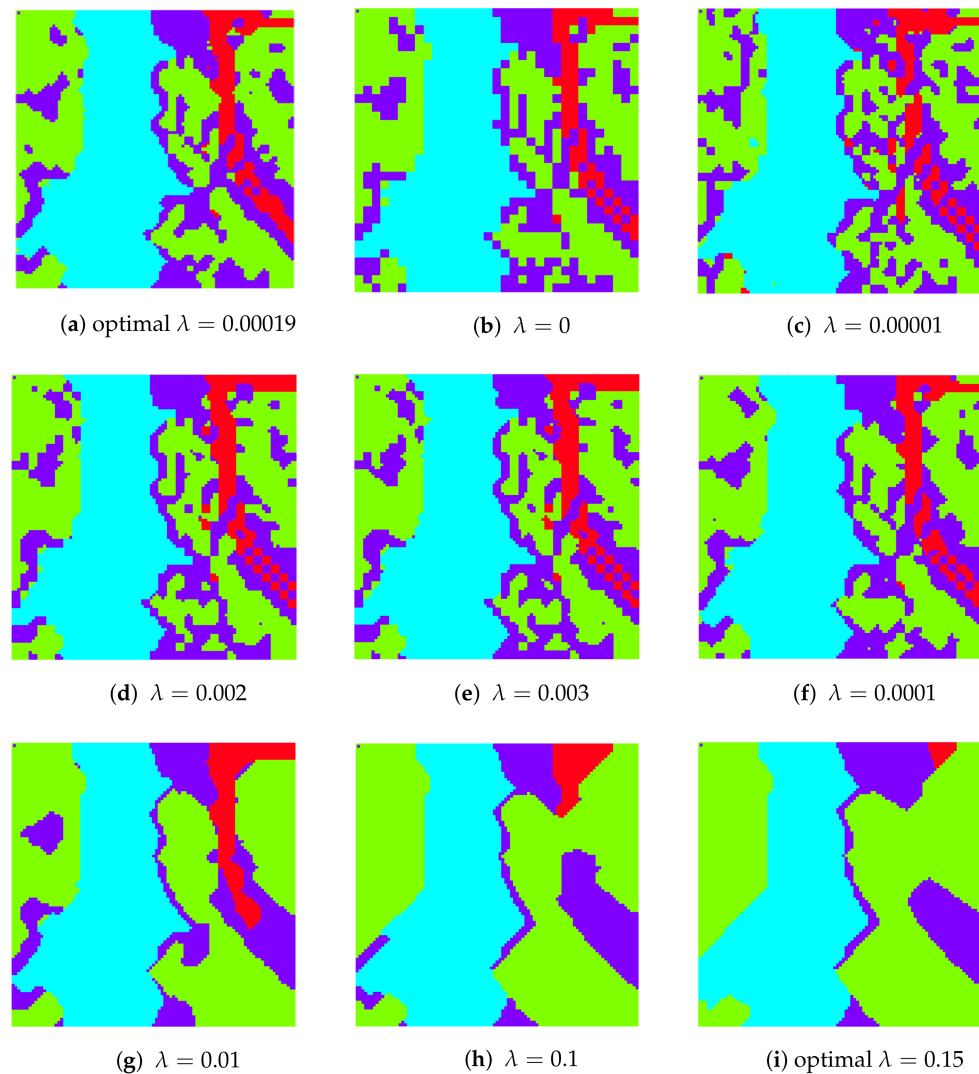 (a) optimal λ = 0.00019
(b) λ = 0
(c) λ = 0.00001
(d) λ = 0.002
(e) λ = 0.003
(f) λ = 0.0001
(g) λ = 0.01
(h) λ = 0.1
(i) optimal λ = 0.15